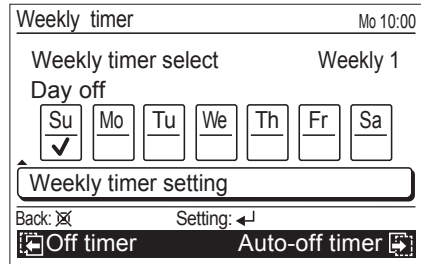 Weekly timer Mo 10:00
Weekly timer select Weekly 1
Day off
Su Mo Tu We Th Fr Sa
Weekly timer setting
Back: Setting:
Off timer Auto-off timer